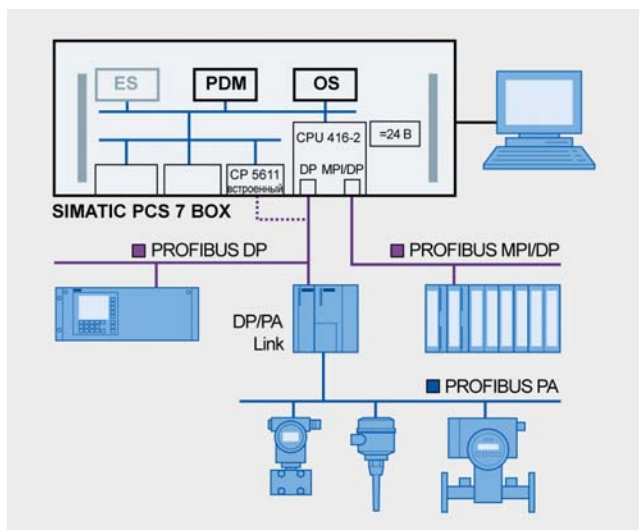 ES
PDM
OS
CPU 416-2
=24 В
DP MPI/DP
CP 5611
встроенный
SIMATIC PCS 7 BOX
PROFIBUS DP
PROFIBUS MPI/DP
DP/PA
Link
PROFIBUS PA